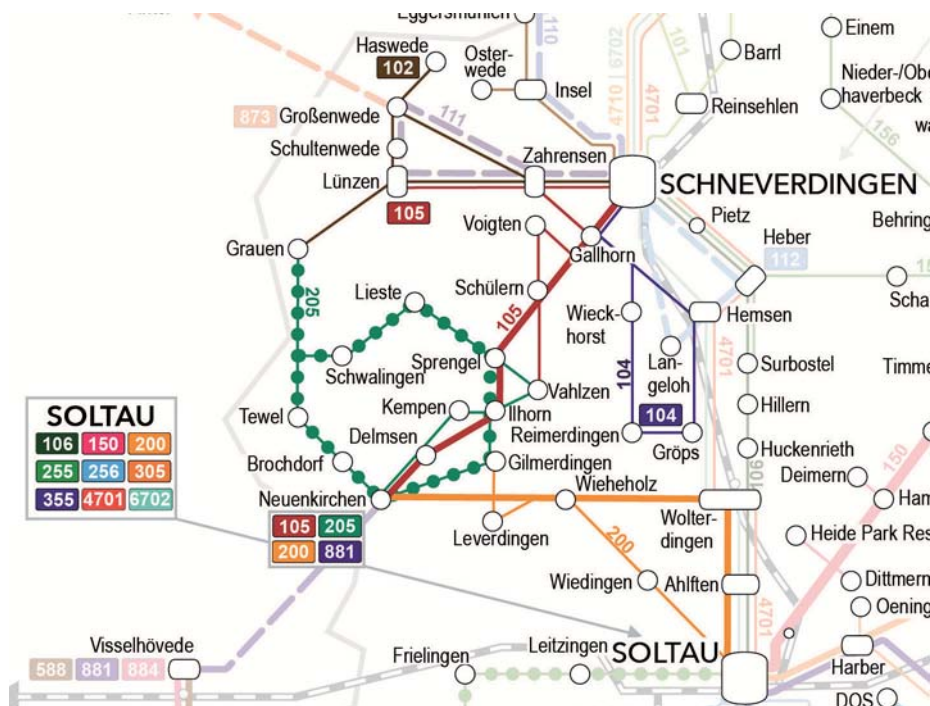 Eggersmühlen
Haswede
102
Oster-
wede
110
4710 | 6702
4701
101
Barrl
Einem
Insel
Reinsehlen
Nieder-/Obe
haverbeck
wa
156
873
Großenwede
111
Schultenwede
Zahrensen
Lünzen
SCHNEVERDINGEN
105
Voigten
Pietz
Behring
Heber
112
Grauen
Gallhorn
205
Lieste
Schülern
Scha
105
Wieck-
horst
Hemsen
Schwalingen
Sprengel
Lan-
geloh
4701
Surbostel
Timme
104
Vahlzen
SOLTAU
106 150 200
255 256 305
355 4701 6702
Tewel
Kempen
Ilhorn
104
Hillern
Delmsen
Reimerdingen
Gröps
Huckenrieth
150
Brochdorf
Gilmerdingen
Deimern
Neuenkirchen
Wieheholz
106
Ham
105 205
200 881
Leverdingen
Wolter-
dingen
Heide Park Res
200
Wiedingen
Ahlften
Dittmern
4701
Oening
Visselhövede
588 881 884
Frielingen
Leitzingen
SOLTAU
Harber
DOS